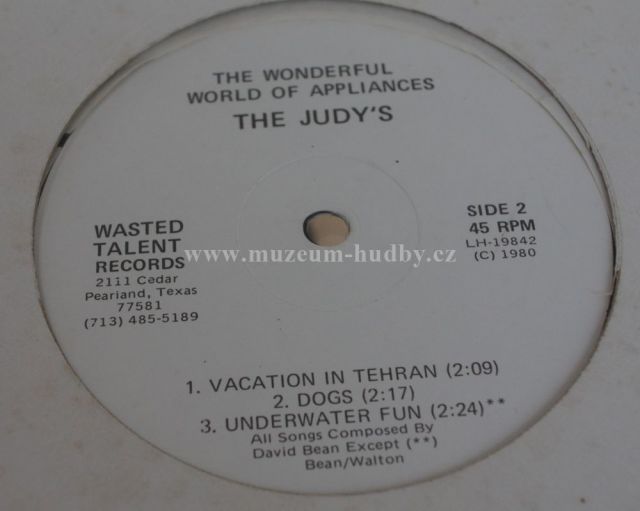 THE WONDERFUL
WORLD OF APPLIANCES
THE JUDY'S
WASTED
TALENT
RECORDS
2111 Cedar
Pearland, Texas
77581
(713) 485-5189
SIDE 2
45 RPM
LH-19842
(C) 1980
www.muzeum-hudby.cz
1. VACATION IN TEHRAN (2:09)
2. DOGS (2:17)
3. UNDERWATER FUN (2:24)**
All Songs Composed By
David Bean Except (**)
Bean/Walton